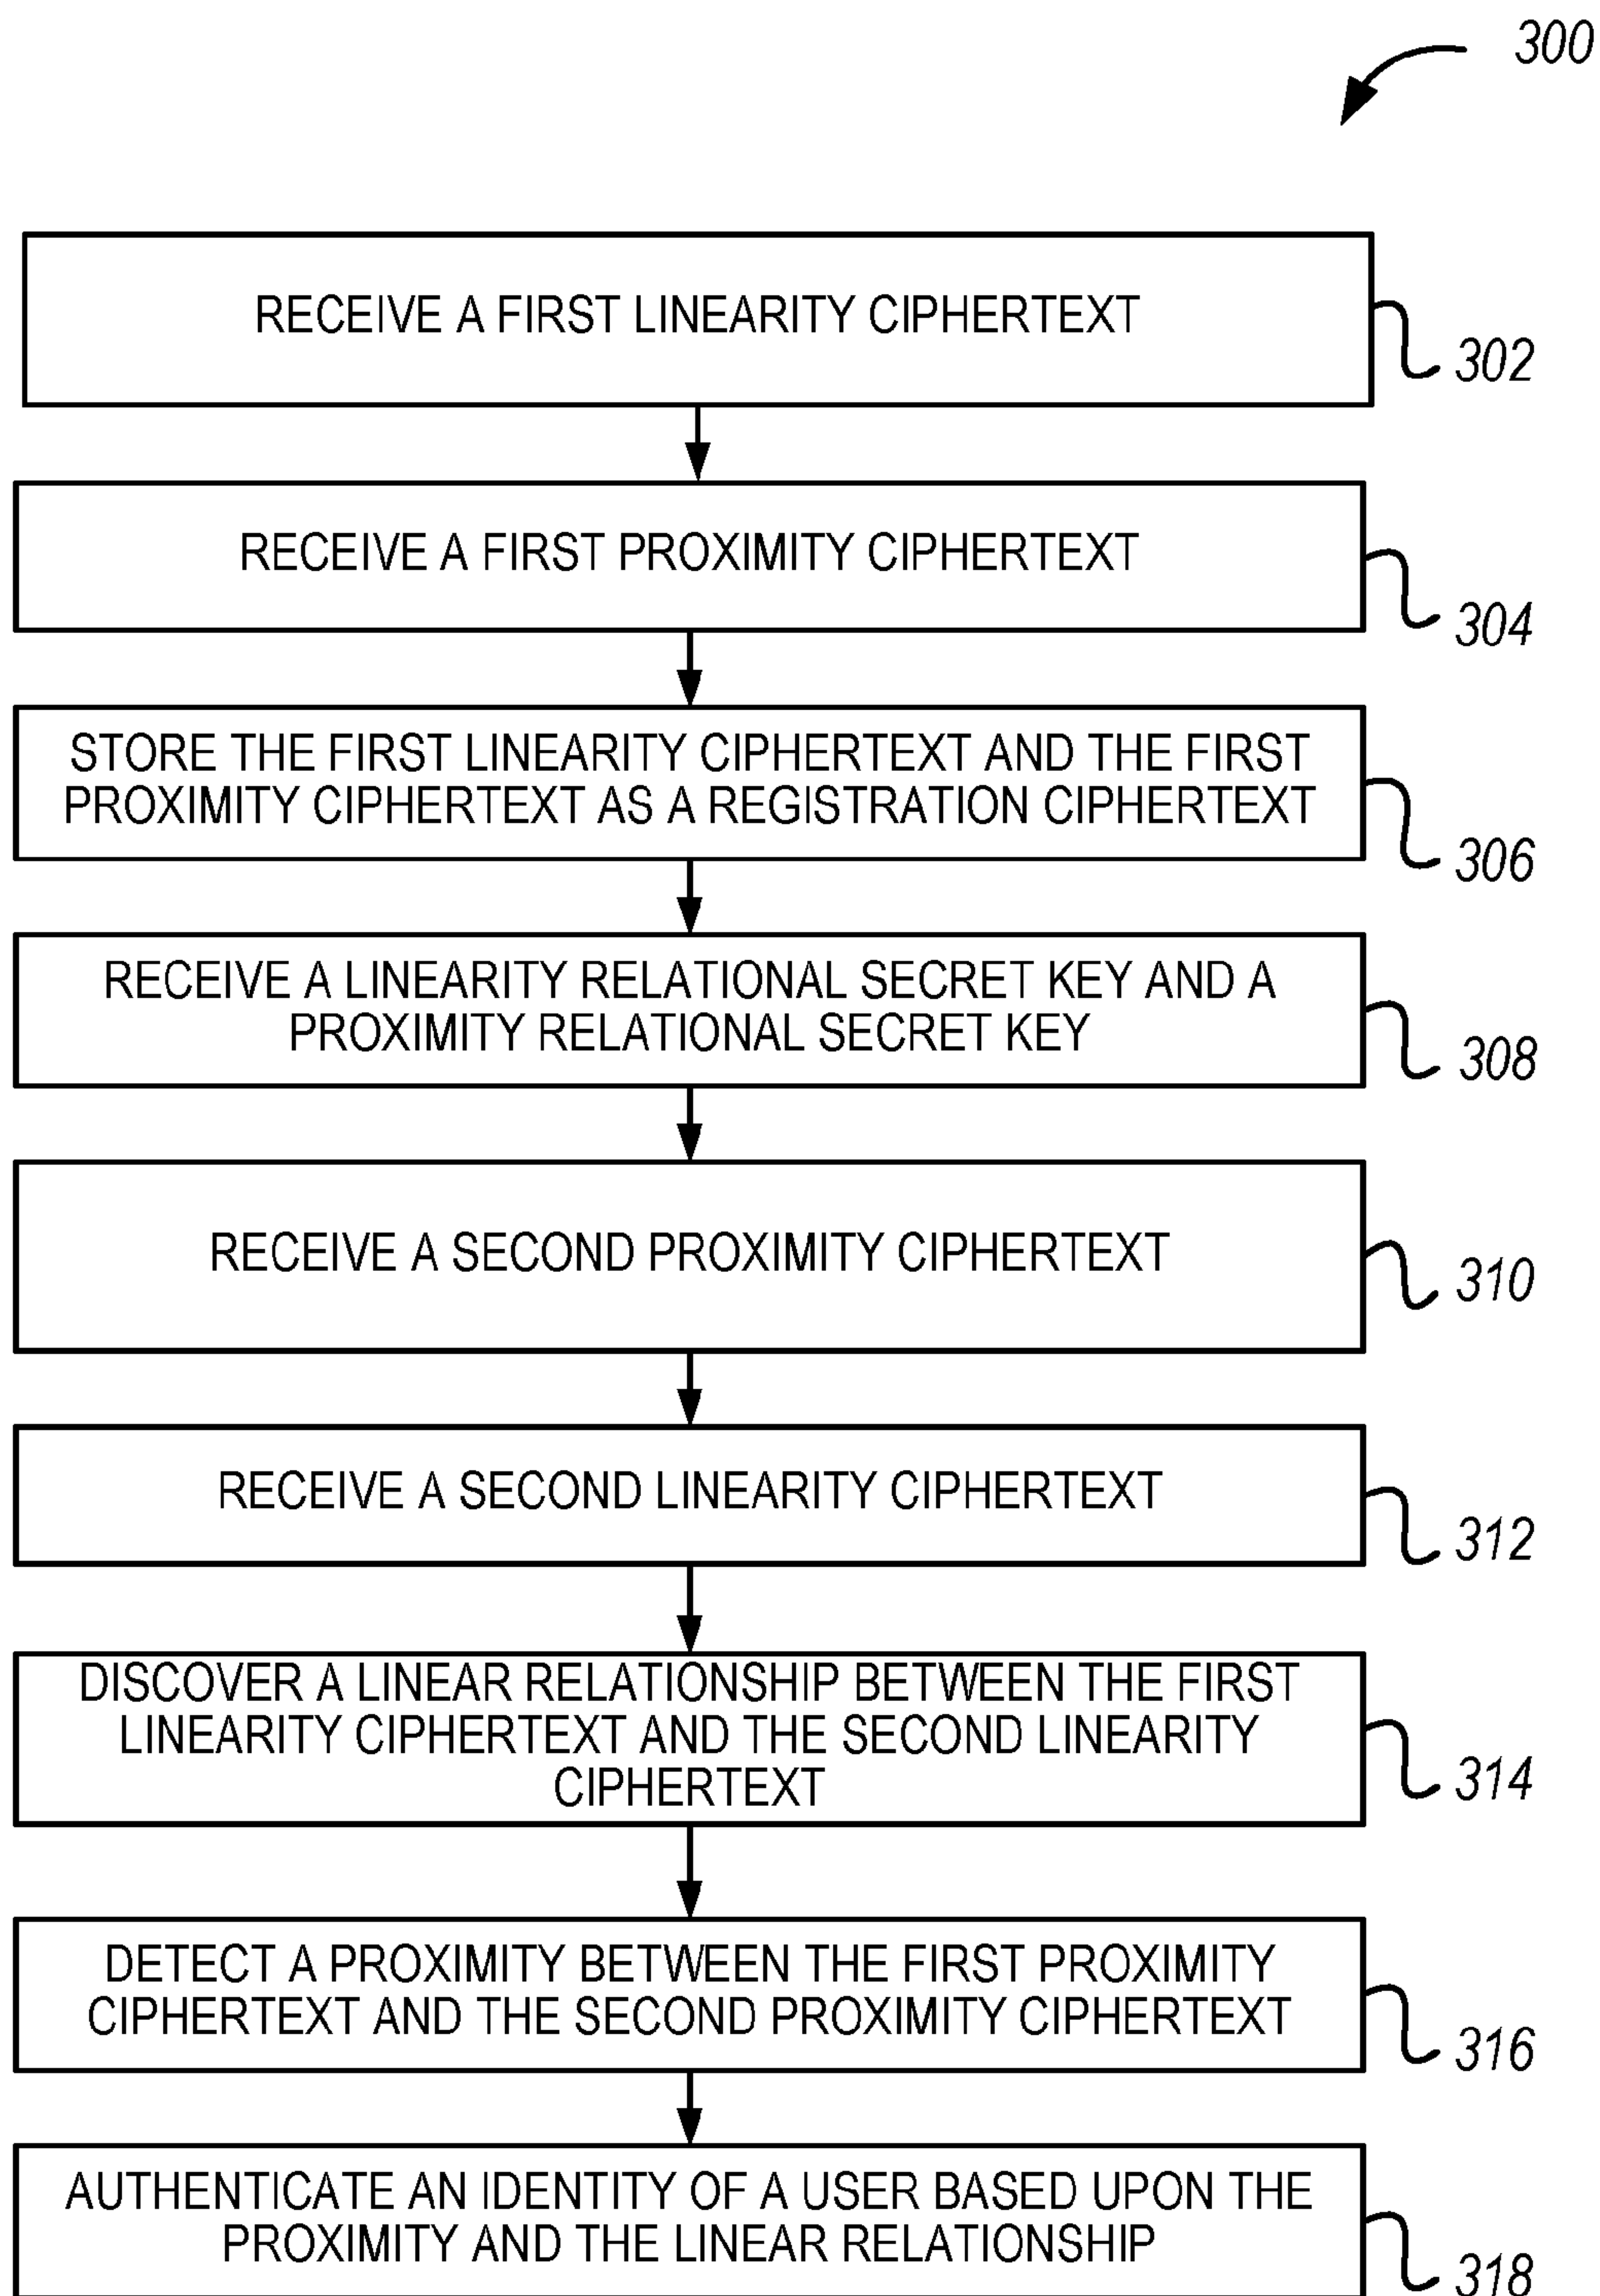 300
RECEIVE A FIRST LINEARITY CIPHERTEXT
302
RECEIVE A FIRST PROXIMITY CIPHERTEXT
304
STORE THE FIRST LINEARITY CIPHERTEXT AND THE FIRST
PROXIMITY CIPHERTEXT AS A REGISTRATION CIPHERTEXT
306
RECEIVE A LINEARITY RELATIONAL SECRET KEY AND A
PROXIMITY RELATIONAL SECRET KEY
308
RECEIVE A SECOND PROXIMITY CIPHERTEXT
310
RECEIVE A SECOND LINEARITY CIPHERTEXT
312
DISCOVER A LINEAR RELATIONSHIP BETWEEN THE FIRST
LINEARITY CIPHERTEXT AND THE SECOND LINEARITY
CIPHERTEXT
314
DETECT A PROXIMITY BETWEEN THE FIRST PROXIMITY
CIPHERTEXT AND THE SECOND PROXIMITY CIPHERTEXT
316
AUTHENTICATE AN IDENTITY OF A USER BASED UPON THE
PROXIMITY AND THE LINEAR RELATIONSHIP
318